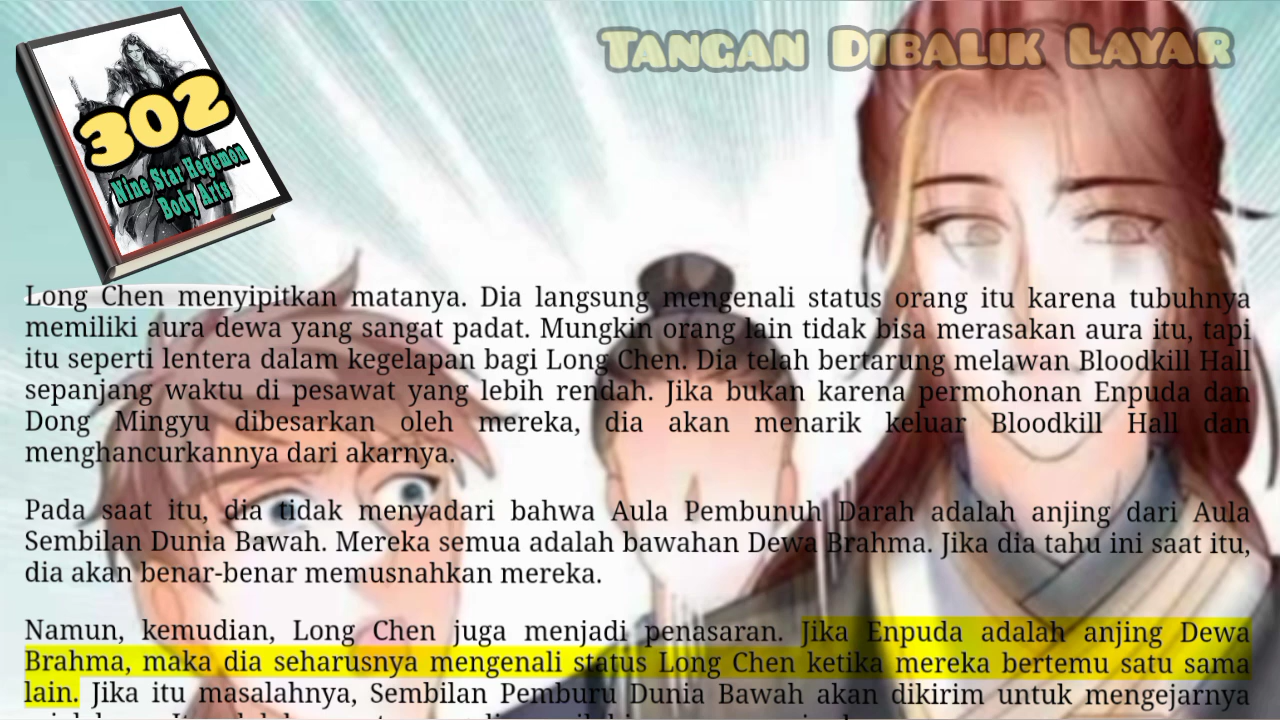 Tangan Dibalik Layar
302
Nine Star Hegemon
Body Arts
Long Chen menyipitkan matanya. Dia langsung mengenali status orang itu karena tubuhnya
memiliki aura dewa yang sangat padat. Mungkin orang lain tidak bisa merasakan aura itu, tapi
itu seperti lentera dalam kegelapan bagi Long Chen. Dia telah bertarung melawan Bloodkill Hall
sepanjang waktu di pesawat yang lebih rendah. Jika bukan karena permohonan Enpuda dan
Dong Mingyu dibesarkan oleh mereka, dia akan menarik keluar Bloodkill Hall dan
menghancurkannya dari akarnya.
Pada saat itu, dia tidak menyadari bahwa Aula Pembunuh Darah adalah anjing dari Aula
Sembilan Dunia Bawah. Mereka semua adalah bawahan Dewa Brahma. Jika dia tahu ini saat itu,
dia akan benar-benar memusnahkan mereka.
Namun, kemudian, Long Chen juga menjadi penasaran. Jika Enpuda adalah anjing Dewa
Brahma, maka dia seharusnya mengenali status Long Chen ketika mereka bertemu satu sama
lain. Jika itu masalahnya, Sembilan Pemburu Dunia Bawah akan dikirim untuk mengejarnya